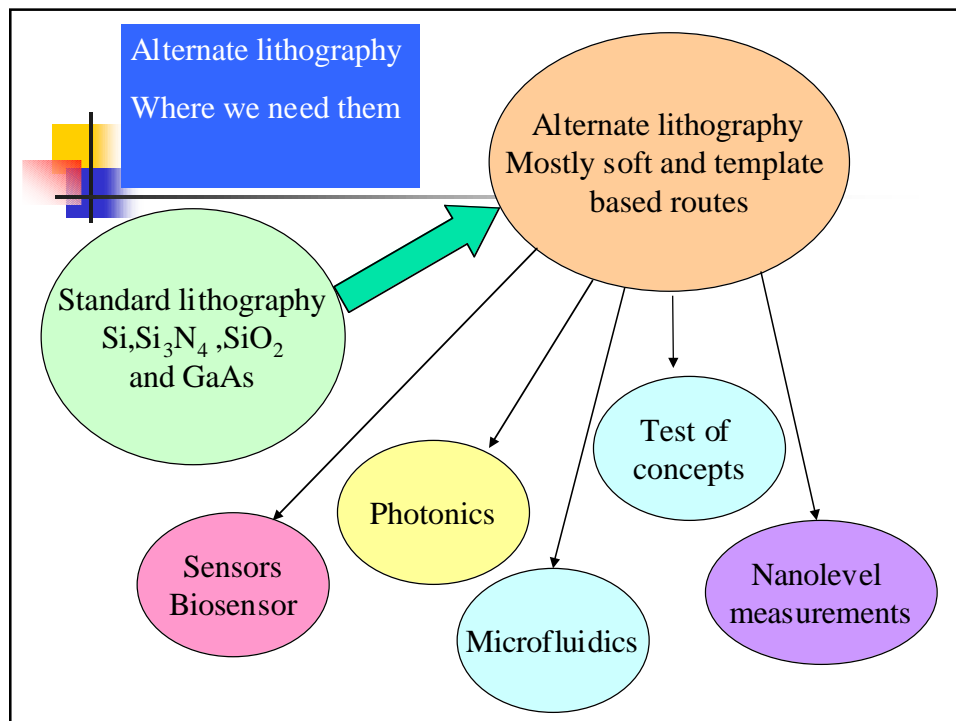 Alternate lithography
Where we need them
Alternate lithography
Mostly soft and template
based routes
Standard lithography
Si,Si₃N₄ ,SiO₂
and GaAs
Test of
concepts
Photonics
Sensors
Biosensor
Nanolevel
measurements
Microfluidics